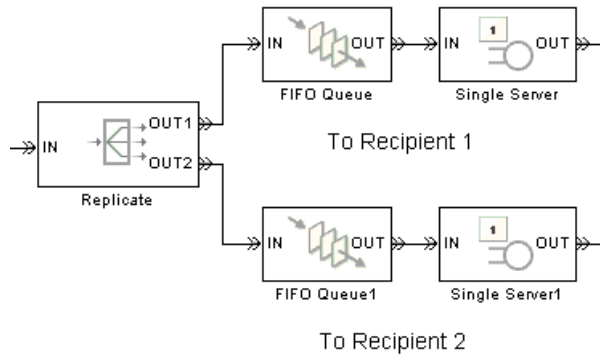 IN OUT
1
IN OUT
FIFO Queue
Single Server
OUT1
IN
OUT2
To Recipient 1
Replicate
IN OUT
1
IN OUT
FIFO Queue1
Single Server1
To Recipient 2